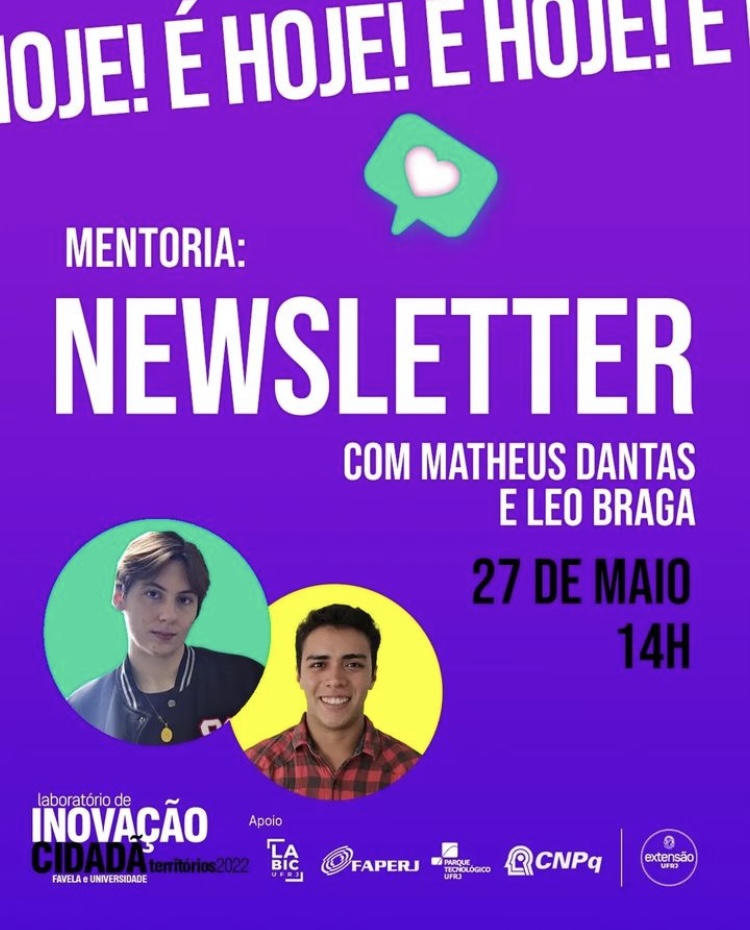 HOJE! É HOJE! É HOJE! É
MENTORIA:
NEWSLETTER
COM MATHEUS DANTAS
E LEO BRAGA
27 DE MAIO
14H
laboratório de
INOVAÇÃO
CIDADÃ territórios2022
FAVELA e UNIVERSIDADE
Apoio
LA
BIC
UFRJ
FAPERJ
PARQUE
TECNOLÓGICO
UFRJ
CNPq
extensão
UFRJ